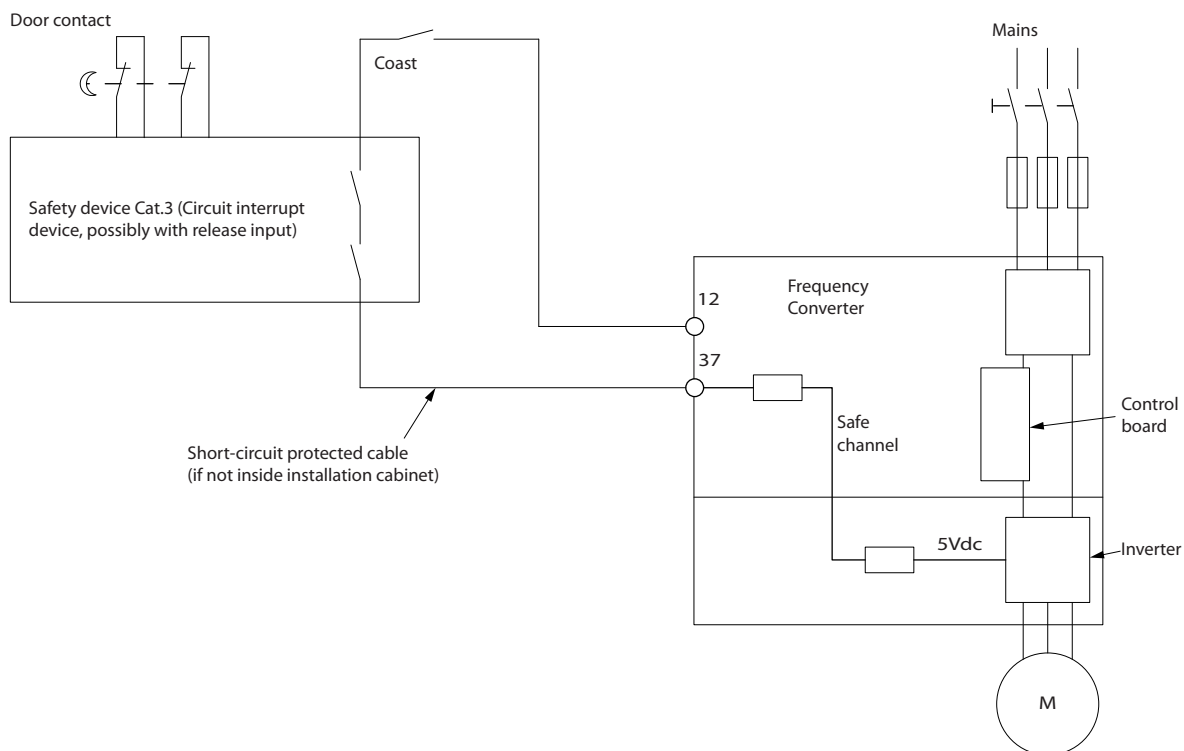 Door contact
Coast
Mains
Safety device Cat.3 (Circuit interrupt
device, possibly with release input)
12
Frequency
Converter
37
Safe
channel
Control
board
Short-circuit protected cable
(if not inside installation cabinet)
5Vdc
Inverter
M